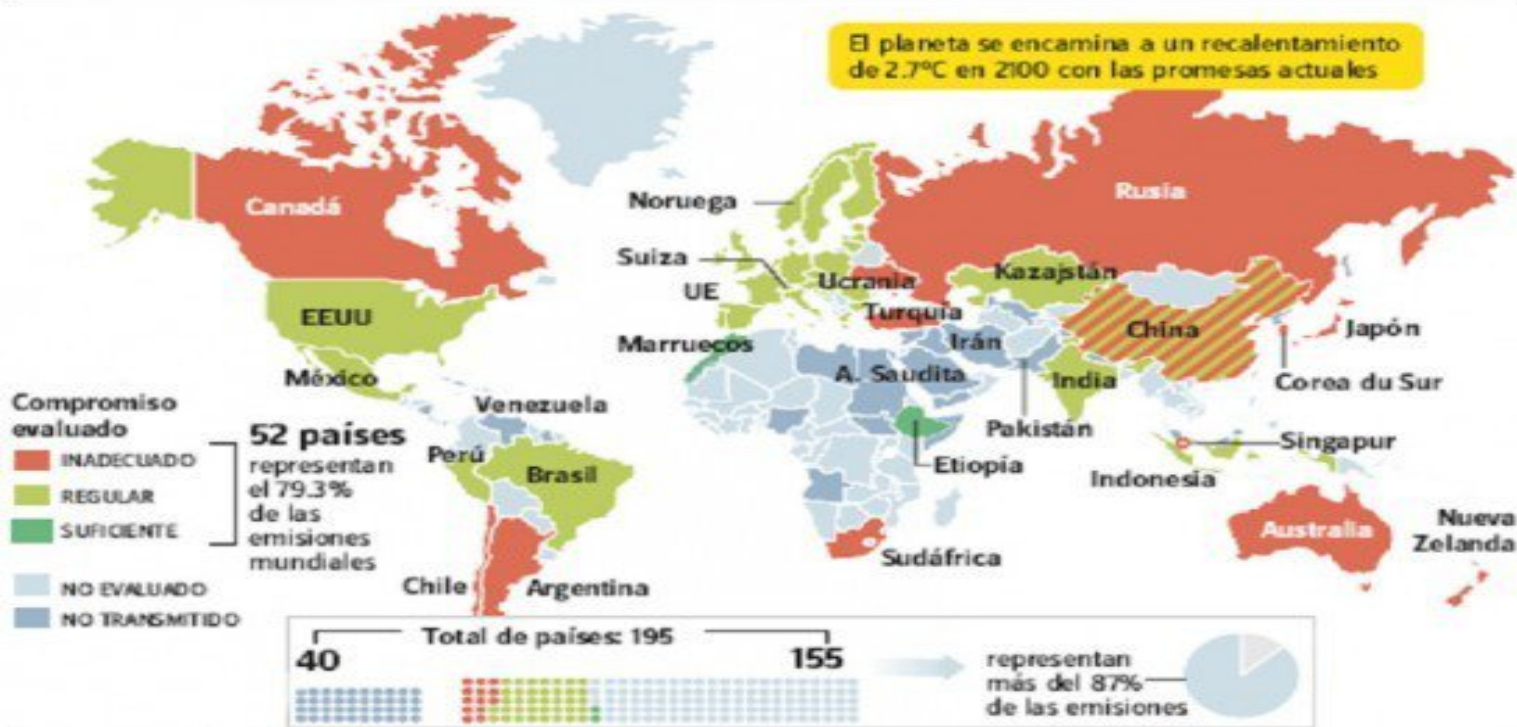 El planeta se encamina a un recalentamiento
de 2.7ºC en 2100 con las promesas actuales
Canadá
Rusia
Noruega
Suiza
UE
Ucrania
Kazajstán
EEUU
Turquía
China
Japón
Marruecos
Irán
México
A. Saudita
India
Corea du Sur
Venezuela
Pakistán
Singapur
Perú
Etiopía
Indonesia
Brasil
Australia
Nueva
Zelanda
Sudáfrica
Chile
Argentina
Compromiso
evaluado
INADECUADO
REGULAR
SUFICIENTE
52 países
representan
el 79.3%
de las
emisiones
mundiales
NO EVALUADO
NO TRANSMITIDO
Total de países: 195
40
155
representan
más del 87%
de las emisiones